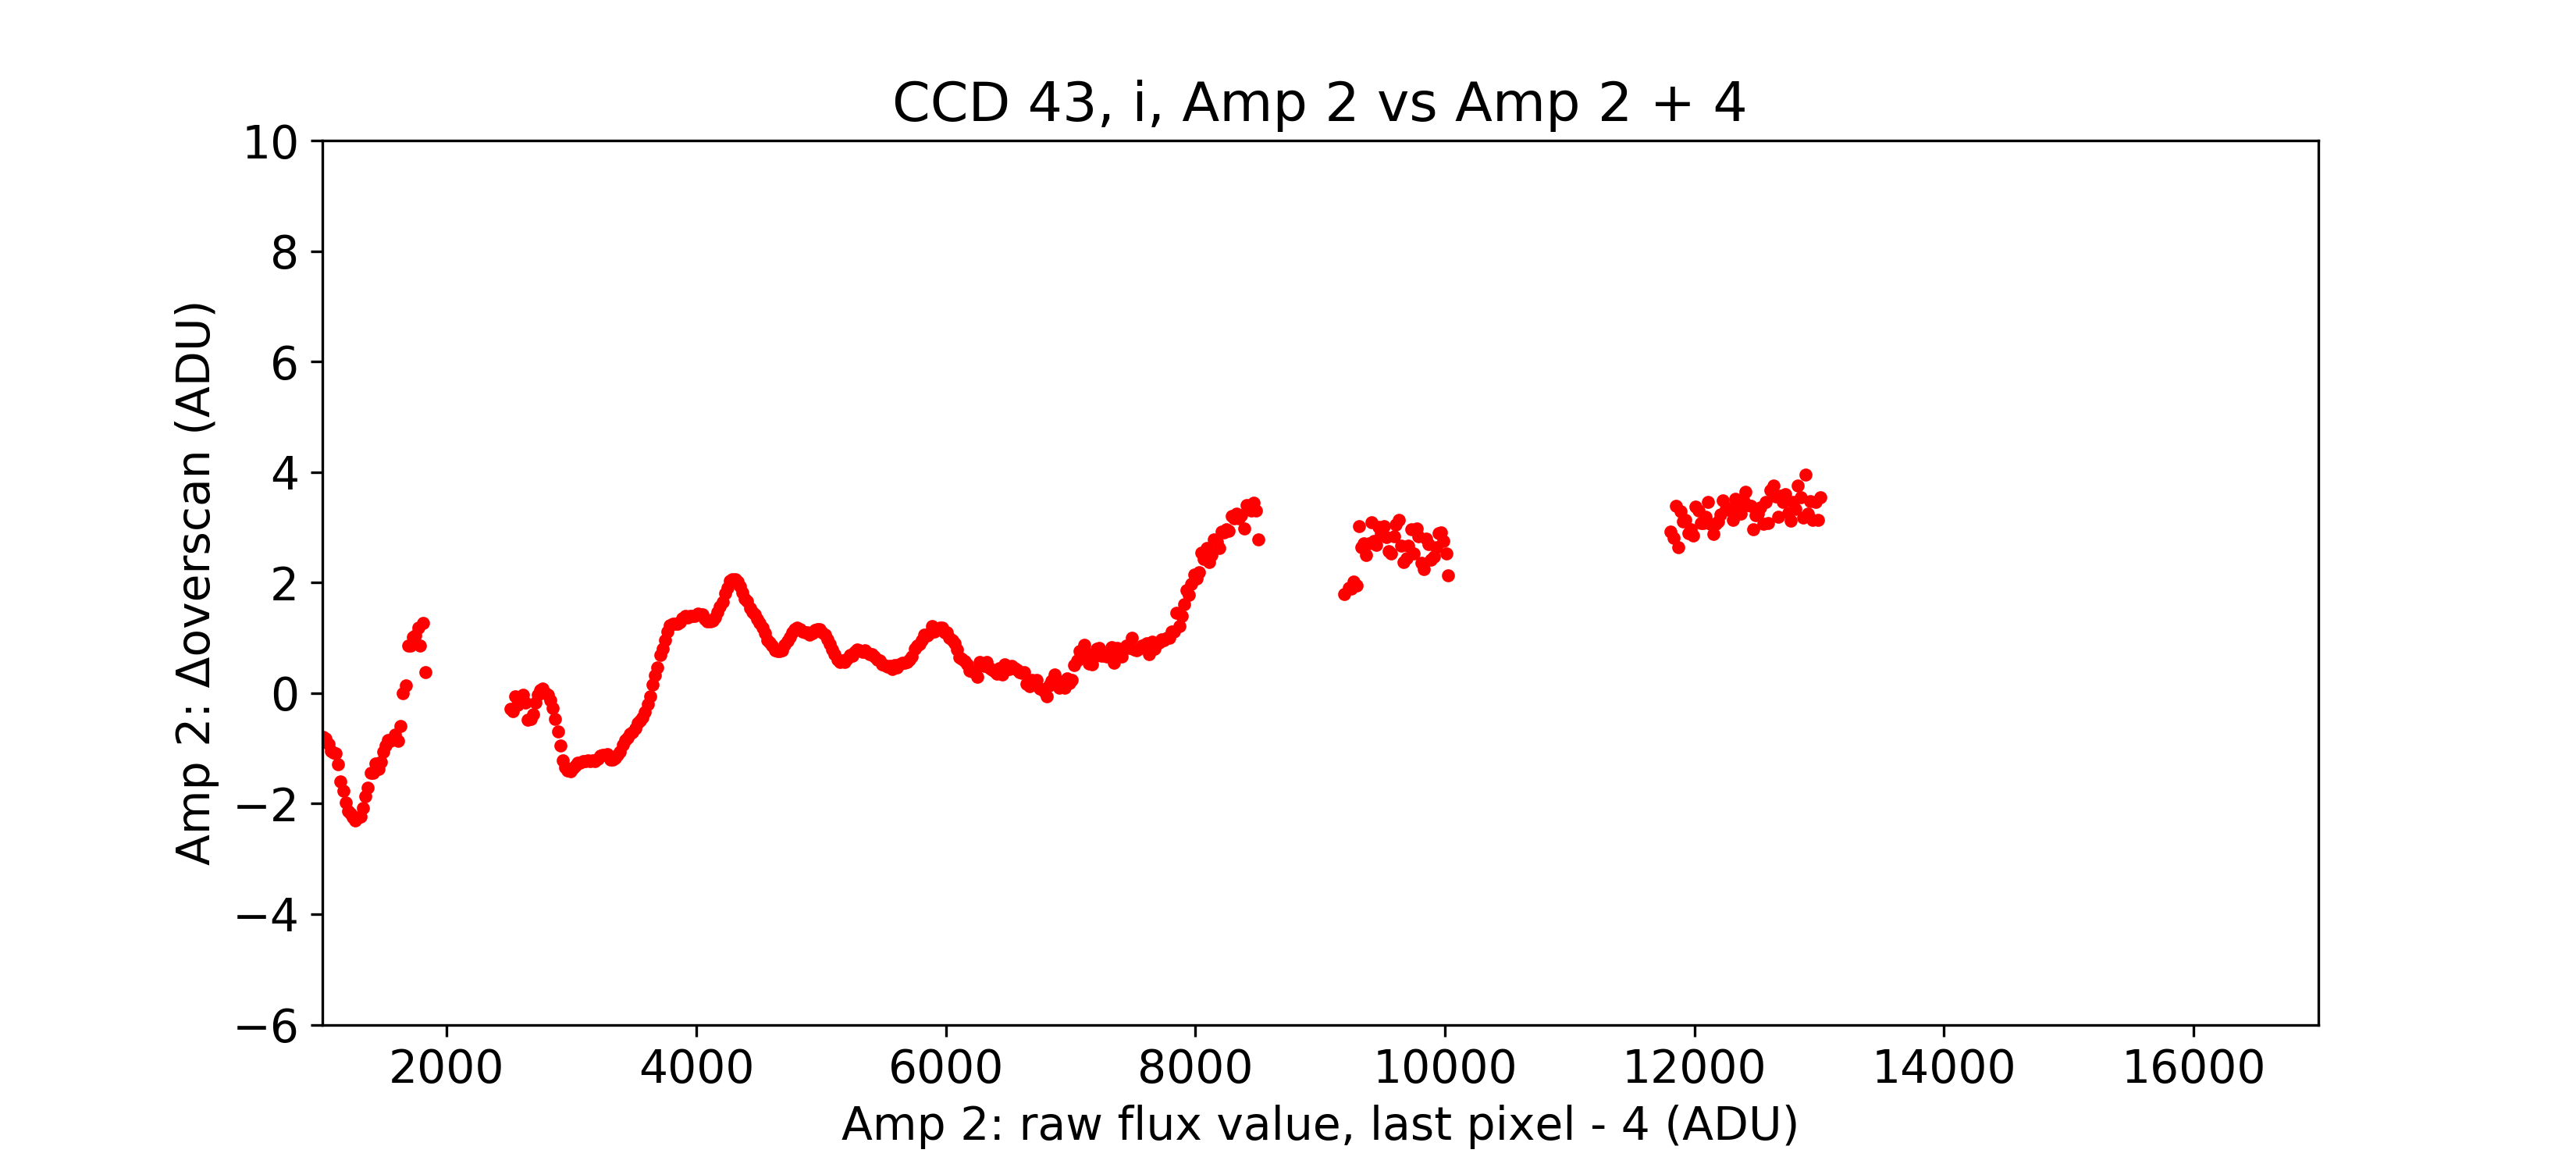 CCD 43, i, Amp 2 vs Amp 2 + 4
10
8
6
4
2
0
−2
−4
−6
Amp 2: Δoverscan (ADU)
2000 4000 6000 8000 10000 12000 14000 16000
Amp 2: raw flux value, last pixel - 4 (ADU)